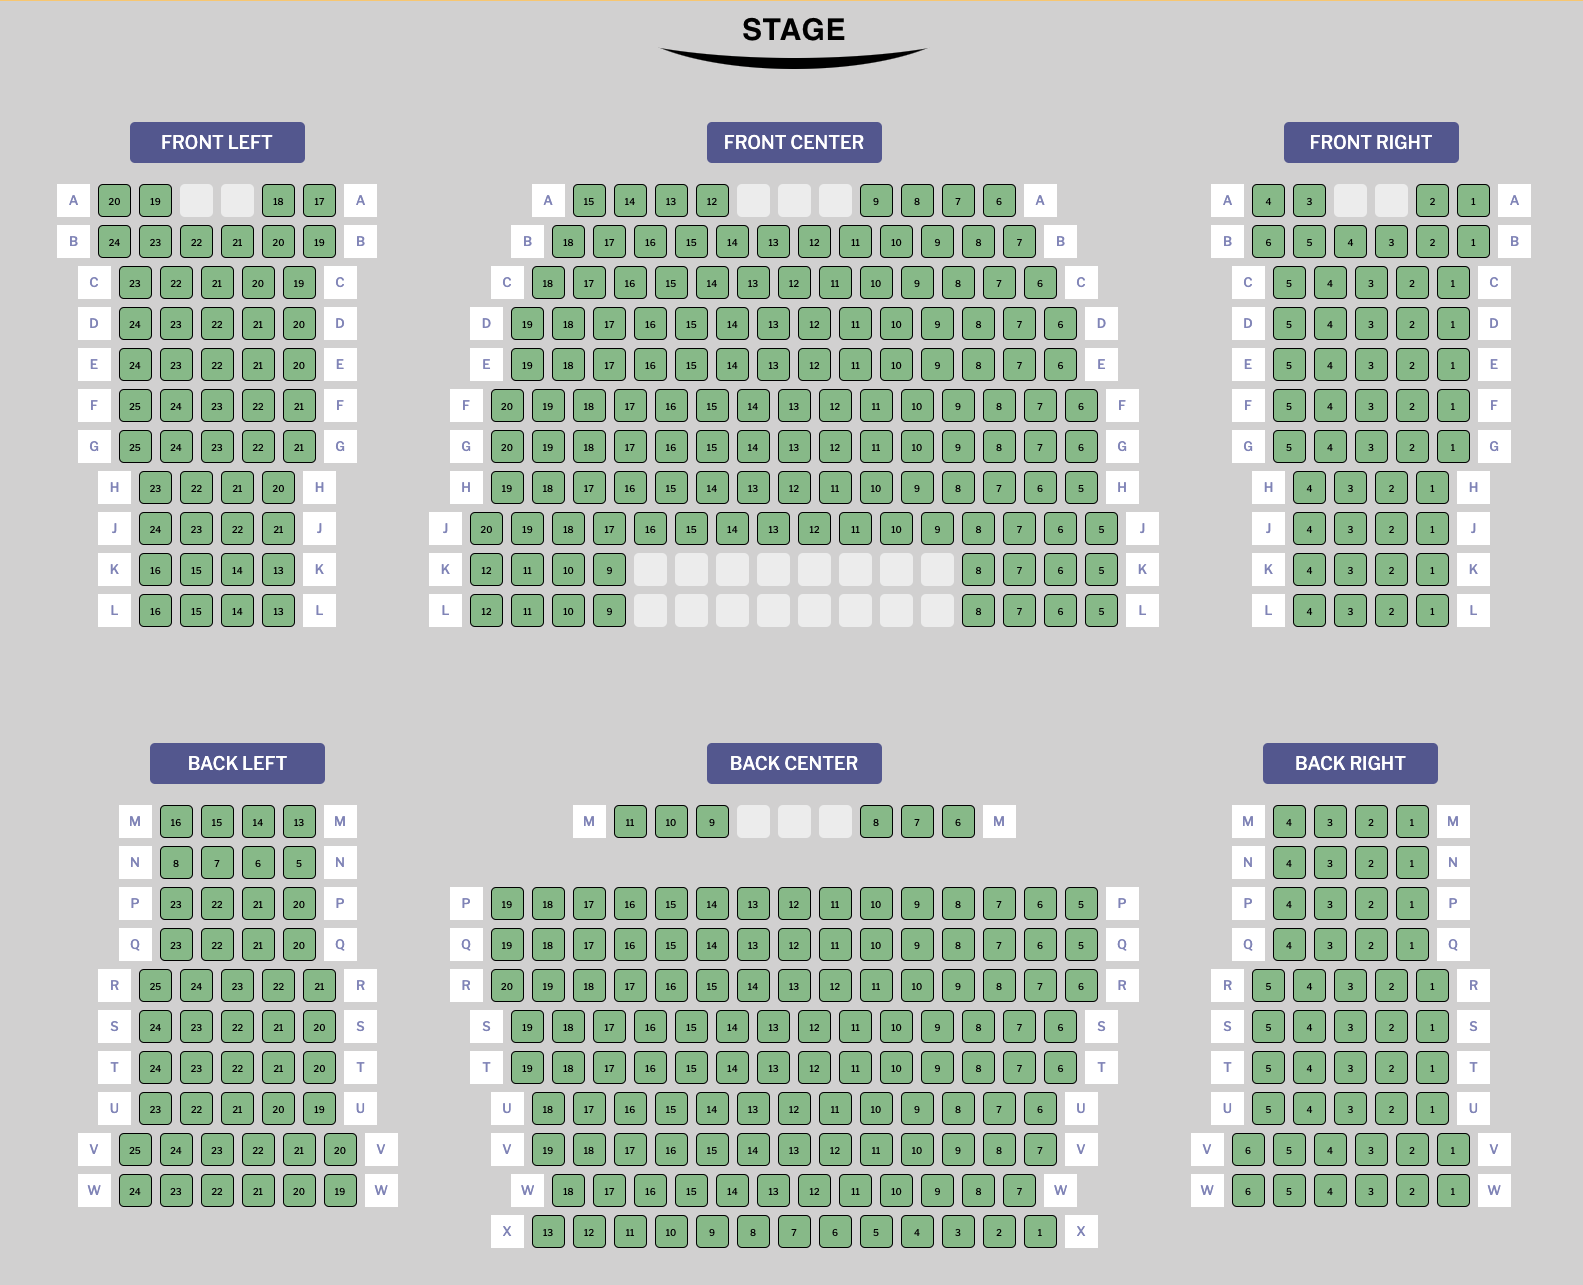 STAGE
FRONT LEFT FRONT CENTER FRONT RIGHT
A 20 19 18 17 A A 15 14 13 12 9 8 7 6 A A 4 3 2 1 A
B 24 23 22 21 20 19 B B 18 17 16 15 14 13 12 11 10 9 8 7 B B 6 5 4 3 2 1 B
C 23 22 21 20 19 C C 18 17 16 15 14 13 12 11 10 9 8 7 6 C C 5 4 3 2 1 C
D 24 23 22 21 20 D D 19 18 17 16 15 14 13 12 11 10 9 8 7 6 D D 5 4 3 2 1 D
E 24 23 22 21 20 E E 19 18 17 16 15 14 13 12 11 10 9 8 7 6 E E 5 4 3 2 1 E
F 25 24 23 22 21 F F 20 19 18 17 16 15 14 13 12 11 10 9 8 7 6 F F 5 4 3 2 1 F
G 25 24 23 22 21 G G 20 19 18 17 16 15 14 13 12 11 10 9 8 7 6 G G 5 4 3 2 1 G
H 23 22 21 20 H H 19 18 17 16 15 14 13 12 11 10 9 8 7 6 5 H H 4 3 2 1 H
J 24 23 22 21 J J 20 19 18 17 16 15 14 13 12 11 10 9 8 7 6 5 J J 4 3 2 1 J
K 16 15 14 13 K K 12 11 10 9 8 7 6 5 K K 4 3 2 1 K
L 16 15 14 13 L L 12 11 10 9 8 7 6 5 L L 4 3 2 1 L
BACK LEFT BACK CENTER BACK RIGHT
M 16 15 14 13 M M 11 10 9 8 7 6 M M 4 3 2 1 M
N 8 7 6 5 N N 4 3 2 1 N
P 23 22 21 20 P P 19 18 17 16 15 14 13 12 11 10 9 8 7 6 5 P P 4 3 2 1 P
Q 23 22 21 20 Q Q 19 18 17 16 15 14 13 12 11 10 9 8 7 6 5 Q Q 4 3 2 1 Q
R 25 24 23 22 21 R R 20 19 18 17 16 15 14 13 12 11 10 9 8 7 6 R R 5 4 3 2 1 R
S 24 23 22 21 20 S S 19 18 17 16 15 14 13 12 11 10 9 8 7 6 S S 5 4 3 2 1 S
T 24 23 22 21 20 T T 19 18 17 16 15 14 13 12 11 10 9 8 7 6 T T 5 4 3 2 1 T
U 23 22 21 20 19 U U 18 17 16 15 14 13 12 11 10 9 8 7 6 U U 5 4 3 2 1 U
V 25 24 23 22 21 20 V V 19 18 17 16 15 14 13 12 11 10 9 8 7 V V 6 5 4 3 2 1 V
W 24 23 22 21 20 19 W W 18 17 16 15 14 13 12 11 10 9 8 7 W W 6 5 4 3 2 1 W
X 13 12 11 10 9 8 7 6 5 4 3 2 1 X